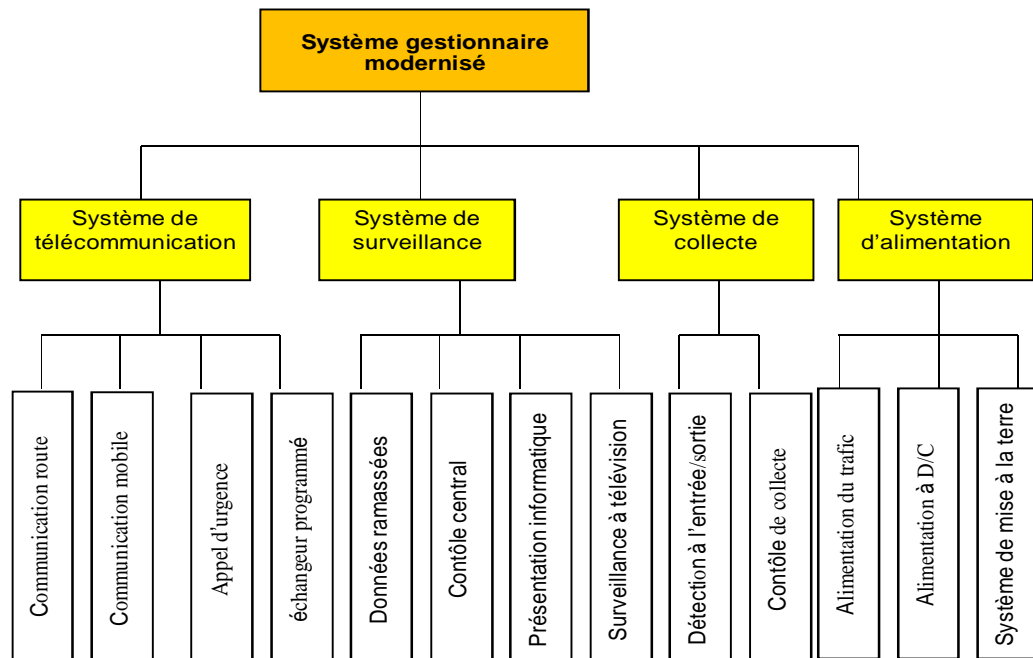 Système gestionnaire
modernisé
Système de
télécommunication
Système de
surveillance
Système de
collecte
Système
d'alimentation
Communication route
Communication mobile
Appel d'urgence
échangeur programmé
Données ramassées
Contôle central
Présentation informatique
Surveillance à télévision
Détection à l'entrée/sortie
Contôle de collecte
Alimentation du trafic
Alimentation à D/C
Système de mise à la terre